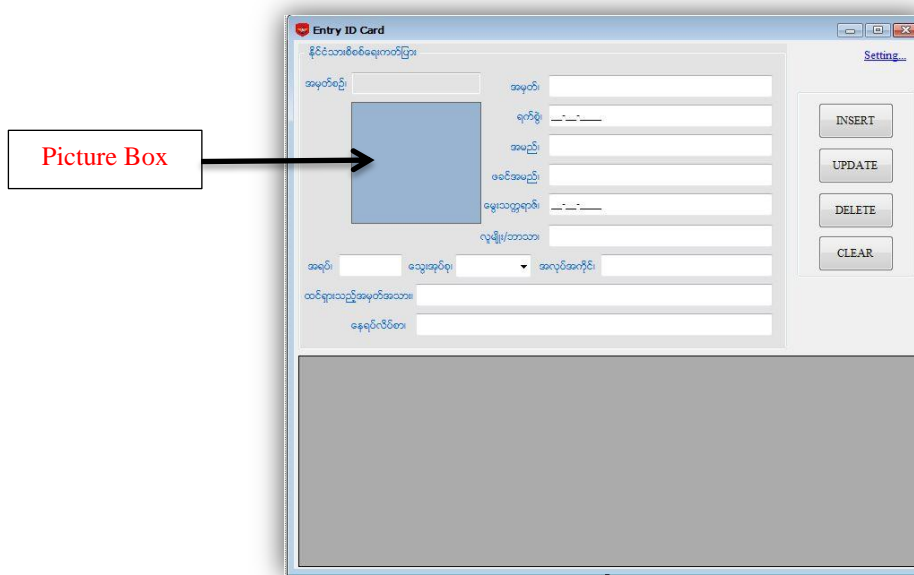 Entry ID Card
နိုင်ငံသားစိစစ်ရေးကတ်ပြား
Setting...
အမှတ်စဉ်၊
အမှတ်၊
ရက်စွဲ၊ __-__-____
INSERT
အမည်၊
Picture Box
UPDATE
ဖခင်အမည်၊
မွေးသက္ကရာဇ်၊ __-__-____
DELETE
လူမျိုး/ဘာသာ၊
CLEAR
အရပ်၊ သွေးအုပ်စု၊ အလုပ်အကိုင်၊
ထင်ရှားသည့်အမှတ်အသား၊
နေရပ်လိပ်စာ၊